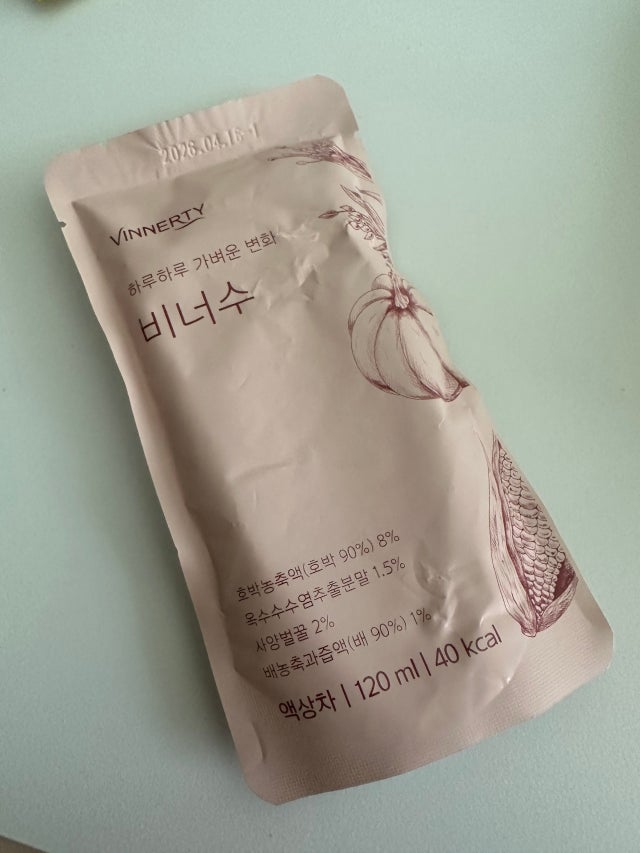 2026.04.16-1
VINNERTY
하루하루 가벼운 변화
비너수
호박농축액(호박 90%) 8%
옥수수수염추출분말 1.5%
사양벌꿀 2%
배농축과즙액(배 90%) 1%
액상차 | 120 ml | 40 kcal